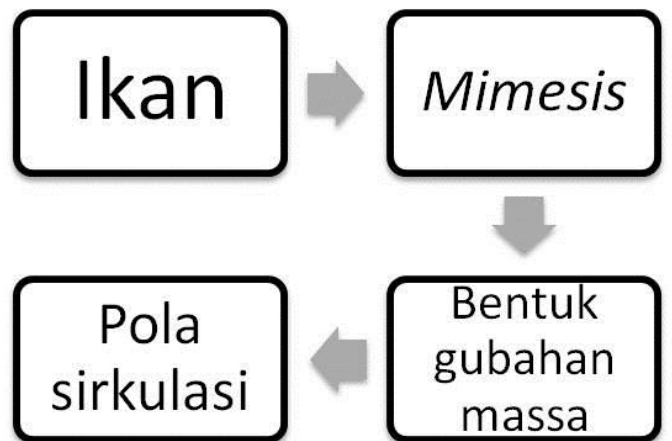 Ikan
Mimesis
Bentuk
gubahan
massa
Pola
sirkulasi